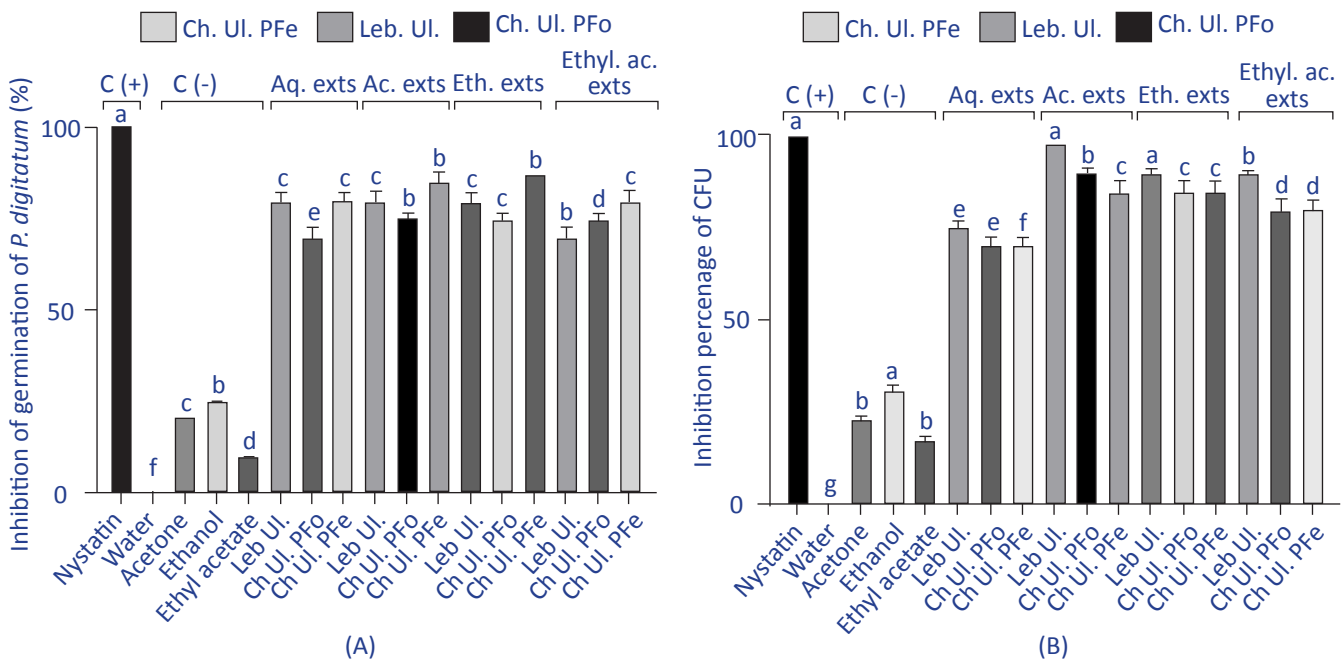 Ch. Ul. PFe Leb. Ul. Ch. Ul. PFo
C (+) C (-) Aq. exts Ac. exts Eth. exts Ethyl. ac. exts
Inhibition of germination of P. digitatum (%)
100
50
0
a f c b d c e c c b b c c b d c
Nystatin
Water
Acetone
Ethanol
Ethyl acetate
Leb Ul.
Ch Ul. PFo
Ch Ul. PFe
Leb Ul.
Ch Ul. PFo
Ch Ul. PFe
Leb Ul.
Ch Ul. PFo
Ch Ul. PFe
Leb Ul.
Ch Ul. PFo
Ch Ul. PFe
(A)
Ch. Ul. PFe Leb. Ul. Ch. Ul. PFo
C (+) C (-) Aq. exts Ac. exts Eth. exts Ethyl. ac. exts
Inhibition percenage of CFU
100
50
0
a g b a b e e f a b c a c c b d d
Nystatin
Water
Acetone
Ethanol
Ethyl acetate
Leb Ul.
Ch Ul. PFo
Ch Ul. PFe
Leb Ul.
Ch Ul. PFo
Ch Ul. PFe
Leb Ul.
Ch Ul. PFo
Ch Ul. PFe
Leb Ul.
Ch Ul. PFo
Ch Ul. PFe
(B)